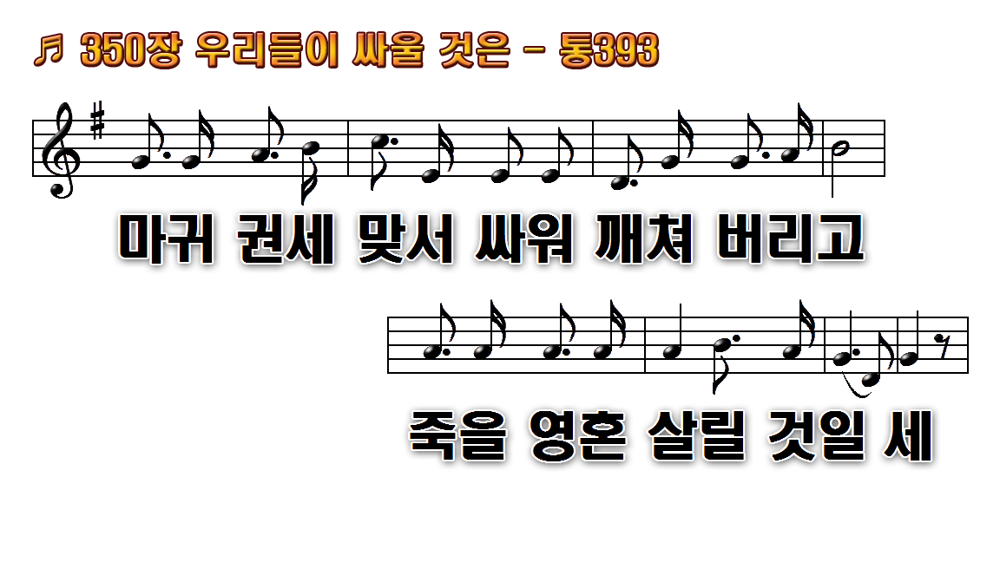 350장 우리들이 싸울 것은 - 통393
마귀 권세 맞서 싸워 깨쳐 버리고
죽을 영혼 살릴 것일 세